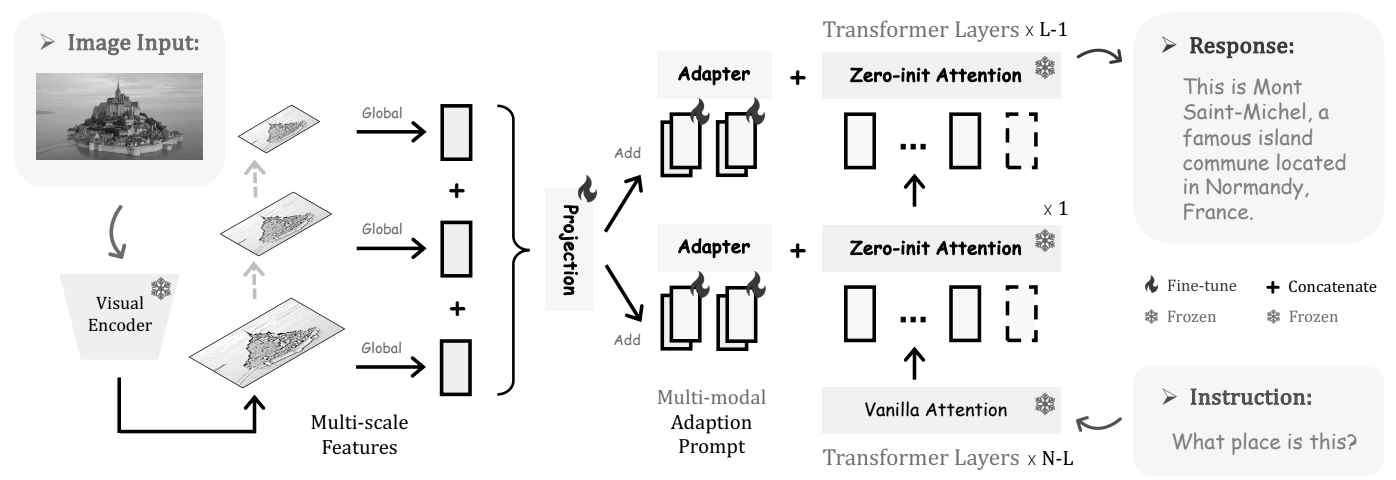 ➢ Image Input:
Visual
Encoder
Global
Global
Global
+
+
Multi-scale
Features
Projection
Add
Add
Adapter
Adapter
Multi-modal
Adaption
Prompt
Transformer Layers x L-1
+ Zero-init Attention
...
x 1
+ Zero-init Attention
...
Vanilla Attention
Transformer Layers x N-L
➢ Response:
This is Mont
Saint-Michel, a
famous island
commune located
in Normandy,
France.
Fine-tune
+ Concatenate
Frozen
Frozen
➢ Instruction:
What place is this?